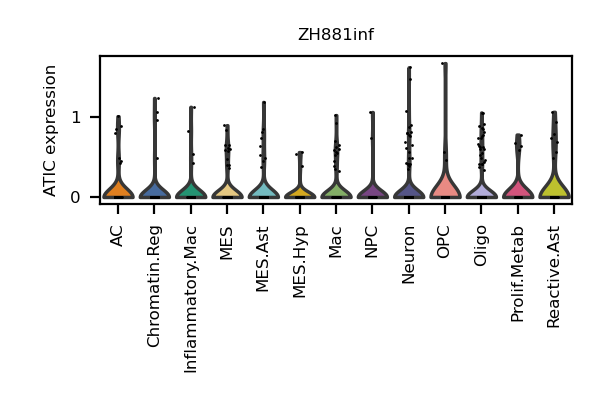 ZH881inf
ATIC expression
1
0
AC
Chromatin.Reg
Inflammatory.Mac
MES
MES.Ast
MES.Hyp
Mac
NPC
Neuron
OPC
Oligo
Prolif.Metab
Reactive.Ast